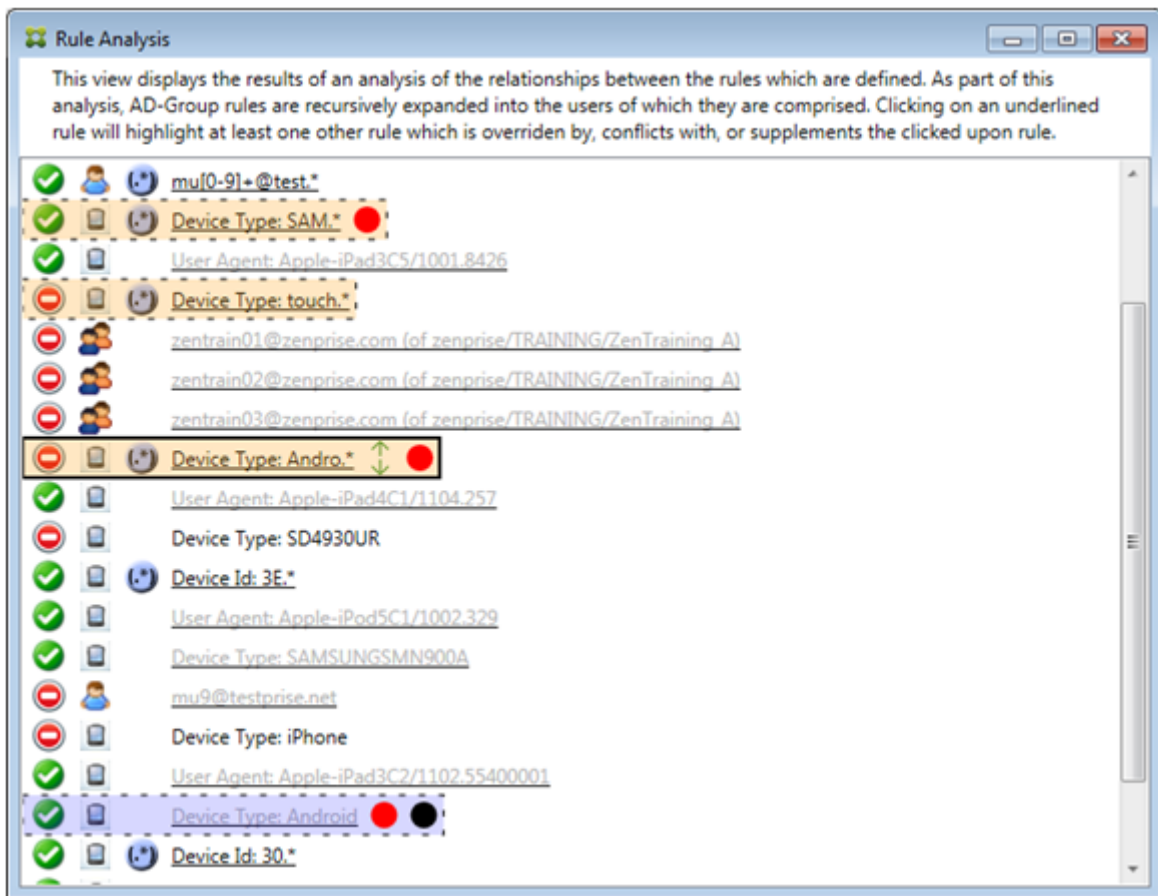 Rule Analysis
This view displays the results of an analysis of the relationships between the rules which are defined. As part of this
analysis, AD-Group rules are recursively expanded into the users of which they are comprised. Clicking on an underlined
rule will highlight at least one other rule which is overriden by, conflicts with, or supplements the clicked upon rule.
(.*) mu[0-9]+@test.*
(.*) Device Type: SAM.*
User Agent: Apple-iPad3C5/1001.8426
(.*) Device Type: touch.*
zentrain01@zenprise.com (of zenprise/TRAINING/ZenTraining A)
zentrain02@zenprise.com (of zenprise/TRAINING/ZenTraining A)
zentrain03@zenprise.com (of zenprise/TRAINING/ZenTraining A)
(.*) Device Type: Andro.*
User Agent: Apple-iPad4C1/1104.257
Device Type: SD4930UR
(.*) Device Id: 3E.*
User Agent: Apple-iPod5C1/1002.329
Device Type: SAMSUNGSMN900A
mu9@testprise.net
Device Type: iPhone
User Agent: Apple-iPad3C2/1102.55400001
Device Type: Android
(.*) Device Id: 30.*